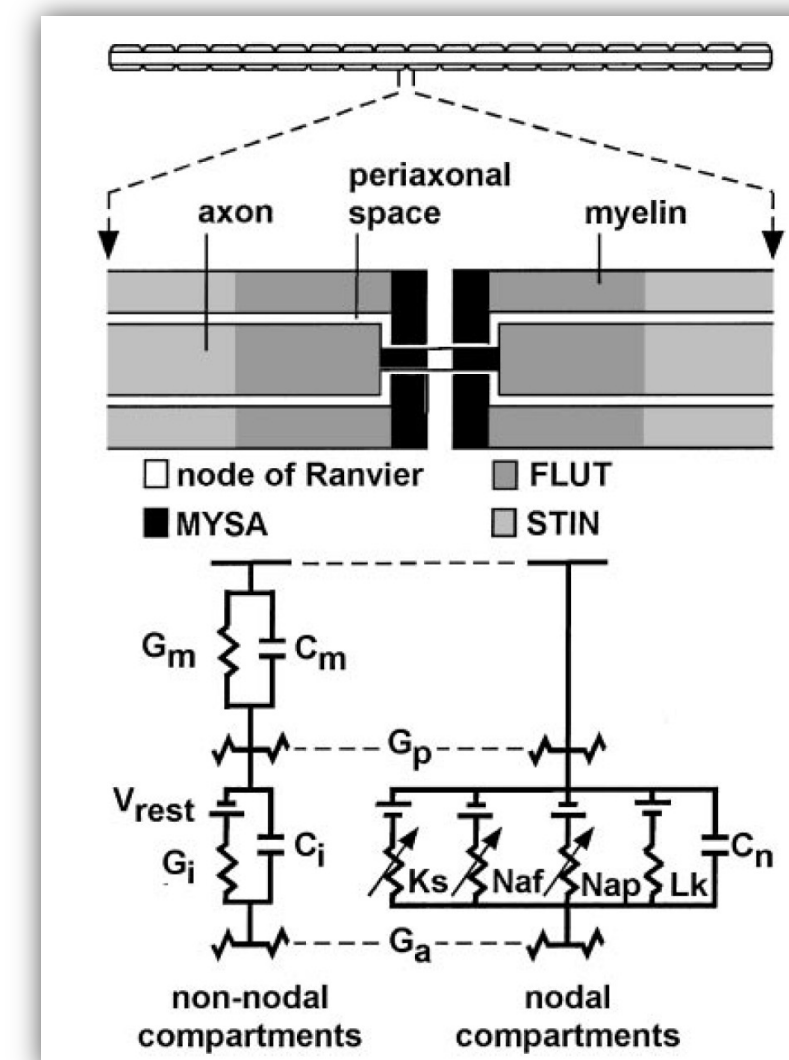 periaxonal
axon space myelin
node of Ranvier FLUT
MYSA STIN
Gm Cm
Gp
Vrest
Gi Ci Ks Naf Nap Lk Cn
Ga
non-nodal nodal
compartments compartments